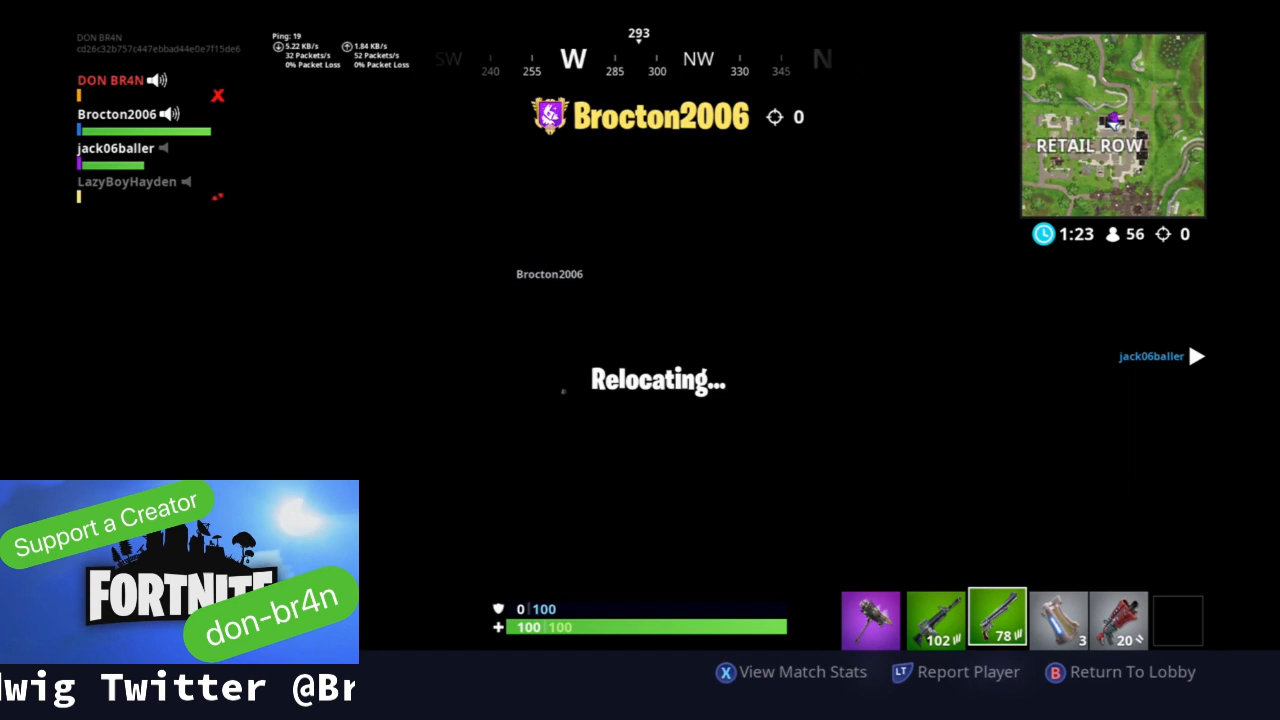 DON BR4N
cd26c32b757c447ebbad44e0e7f15de6
Ping: 19
5.22 KB/s 1.84 KB/s
32 Packets/s 52 Packets/s
0% Packet Loss 0% Packet Loss
293
SW W NW N
240 255 285 300 330 345
DON BR4N
Brocton2006
jack06baller
LazyBoyHayden
Brocton2006 0
RETAIL ROW
1:23 56 0
Brocton2006
jack06baller
Relocating...
Support a Creator
FORTNITE
don-br4n
0 100
100 100
102 78 3 20
wig Twitter @Br
X View Match Stats LT Report Player B Return To Lobby